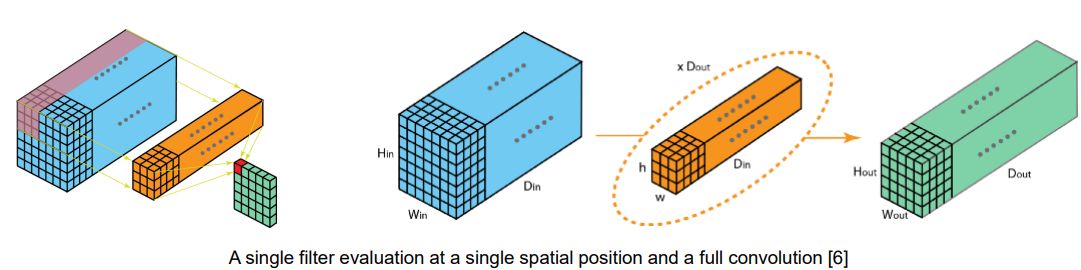 x Dout
Hin
Win
Din
h
w
Din
Hout
Wout
Dout
A single filter evaluation at a single spatial position and a full convolution [6]